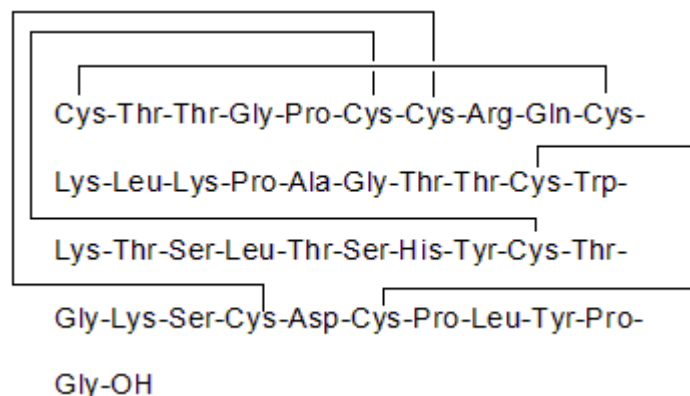 Cys-Thr-Thr-Gly-Pro-Cys-Cys-Arg-Gln-Cys-
Lys-Leu-Lys-Pro-Ala-Gly-Thr-Thr-Cys-Trp-
Lys-Thr-Ser-Leu-Thr-Ser-His-Tyr-Cys-Thr-
Gly-Lys-Ser-Cys-Asp-Cys-Pro-Leu-Tyr-Pro-
Gly-OH